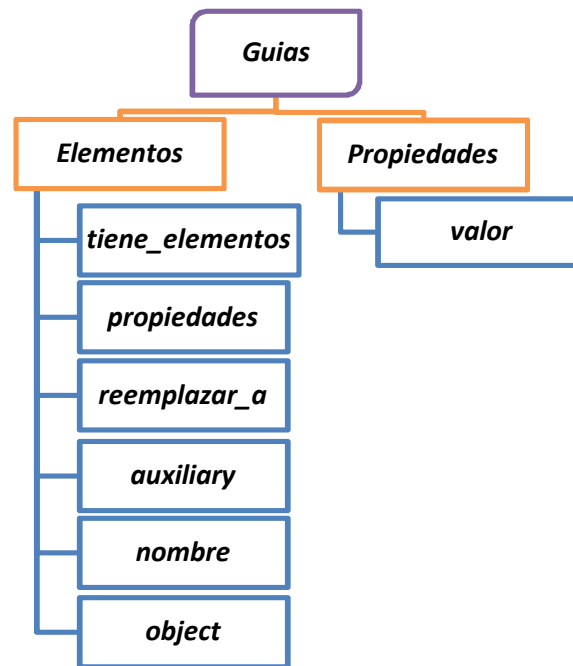 Guias
Elementos
Propiedades
tiene_elementos
valor
propiedades
reemplazar_a
auxiliary
nombre
object